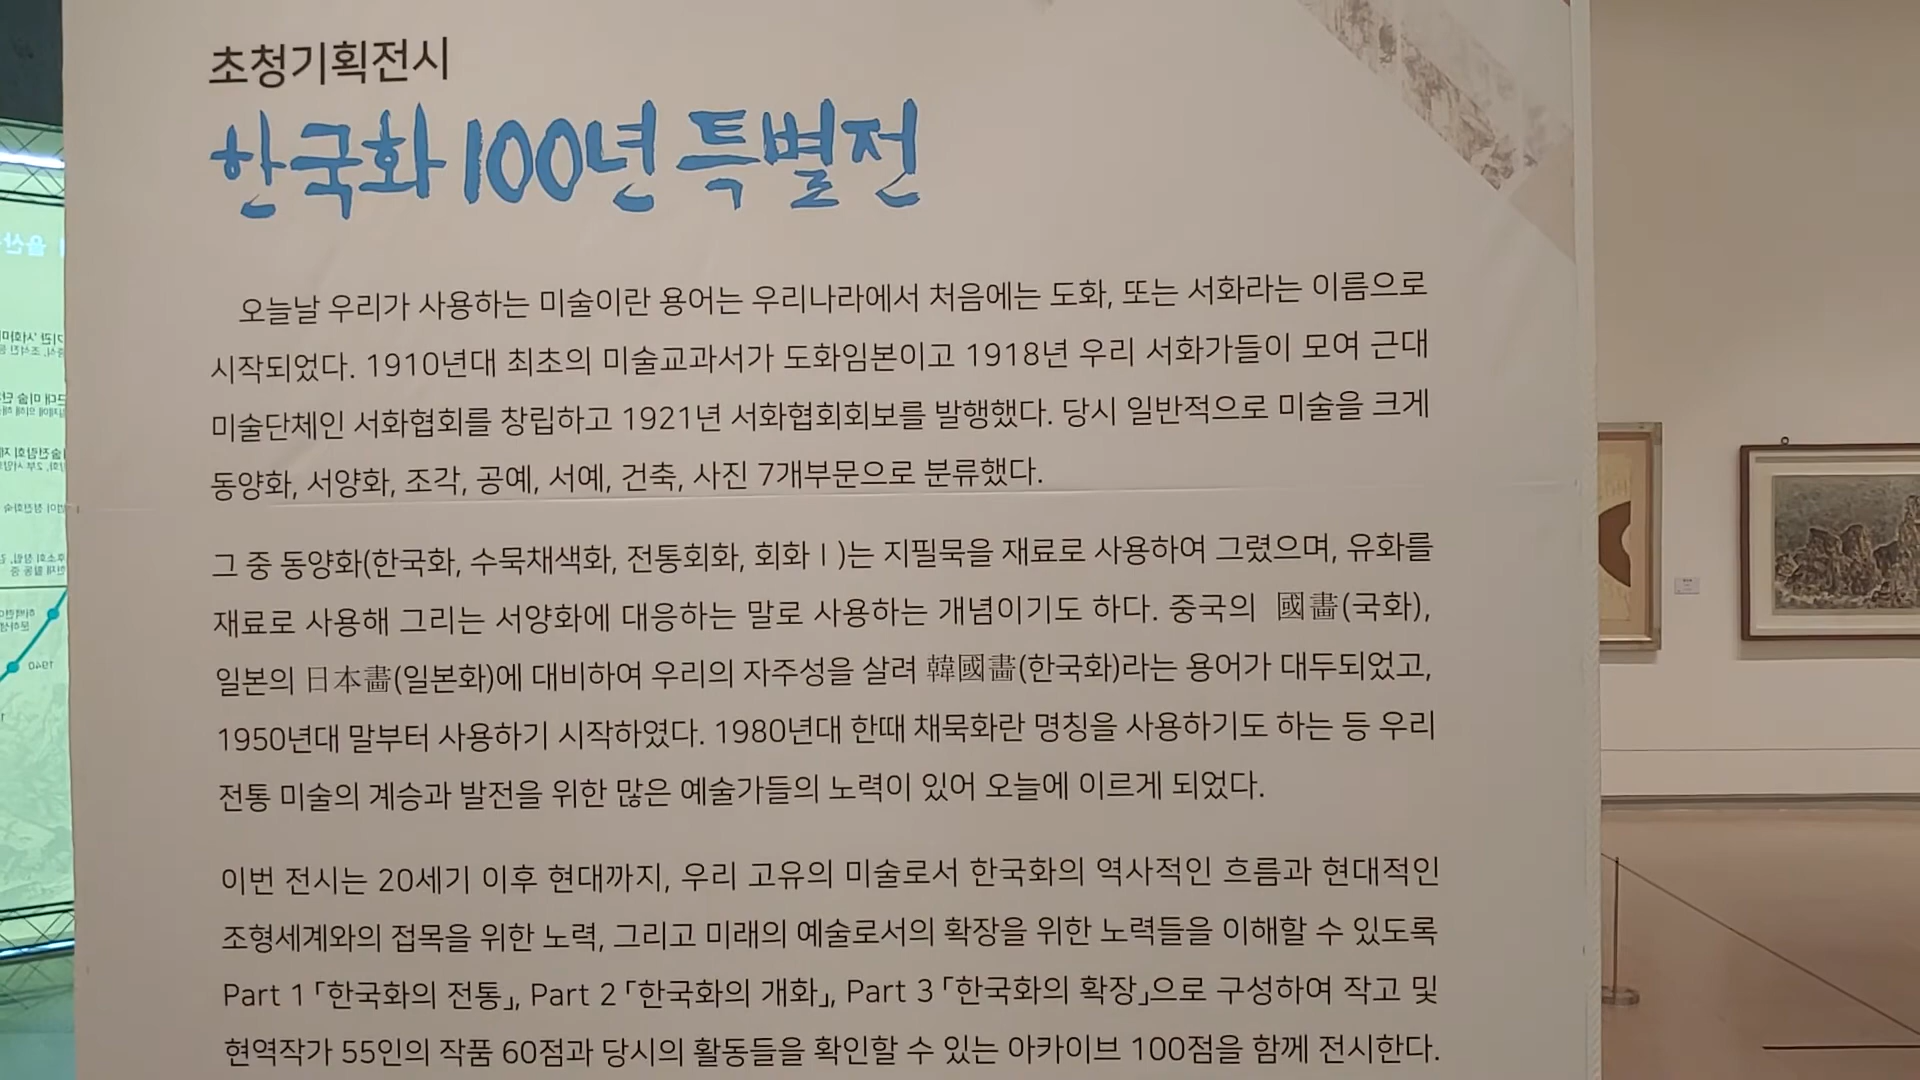 초청기획전시
한국화 100년 특별전
오늘날 우리가 사용하는 미술이란 용어는 우리나라에서 처음에는 도화, 또는 서화라는 이름으로
시작되었다. 1910년대 최초의 미술교과서가 도화임본이고 1918년 우리 서화가들이 모여 근대
미술단체인 서화협회를 창립하고 1921년 서화협회회보를 발행했다. 당시 일반적으로 미술을 크게
동양화, 서양화, 조각, 공예, 서예, 건축, 사진 7개부문으로 분류했다.
그 중 동양화(한국화, 수묵채색화, 전통회화, 회화Ⅰ)는 지필묵을 재료로 사용하여 그렸으며, 유화를
재료로 사용해 그리는 서양화에 대응하는 말로 사용하는 개념이기도 하다. 중국의 國畵(국화),
일본의 日本畵(일본화)에 대비하여 우리의 자주성을 살려 韓國畵(한국화)라는 용어가 대두되었고,
1950년대 말부터 사용하기 시작하였다. 1980년대 한때 채묵화란 명칭을 사용하기도 하는 등 우리
전통 미술의 계승과 발전을 위한 많은 예술가들의 노력이 있어 오늘에 이르게 되었다.
이번 전시는 20세기 이후 현대까지, 우리 고유의 미술로서 한국화의 역사적인 흐름과 현대적인
조형세계와의 접목을 위한 노력, 그리고 미래의 예술로서의 확장을 위한 노력들을 이해할 수 있도록
Part 1「한국화의 전통」, Part 2「한국화의 개화」, Part 3「한국화의 확장」으로 구성하여 작고 및
현역작가 55인의 작품 60점과 당시의 활동들을 확인할 수 있는 아카이브 100점을 함께 전시한다.
1940